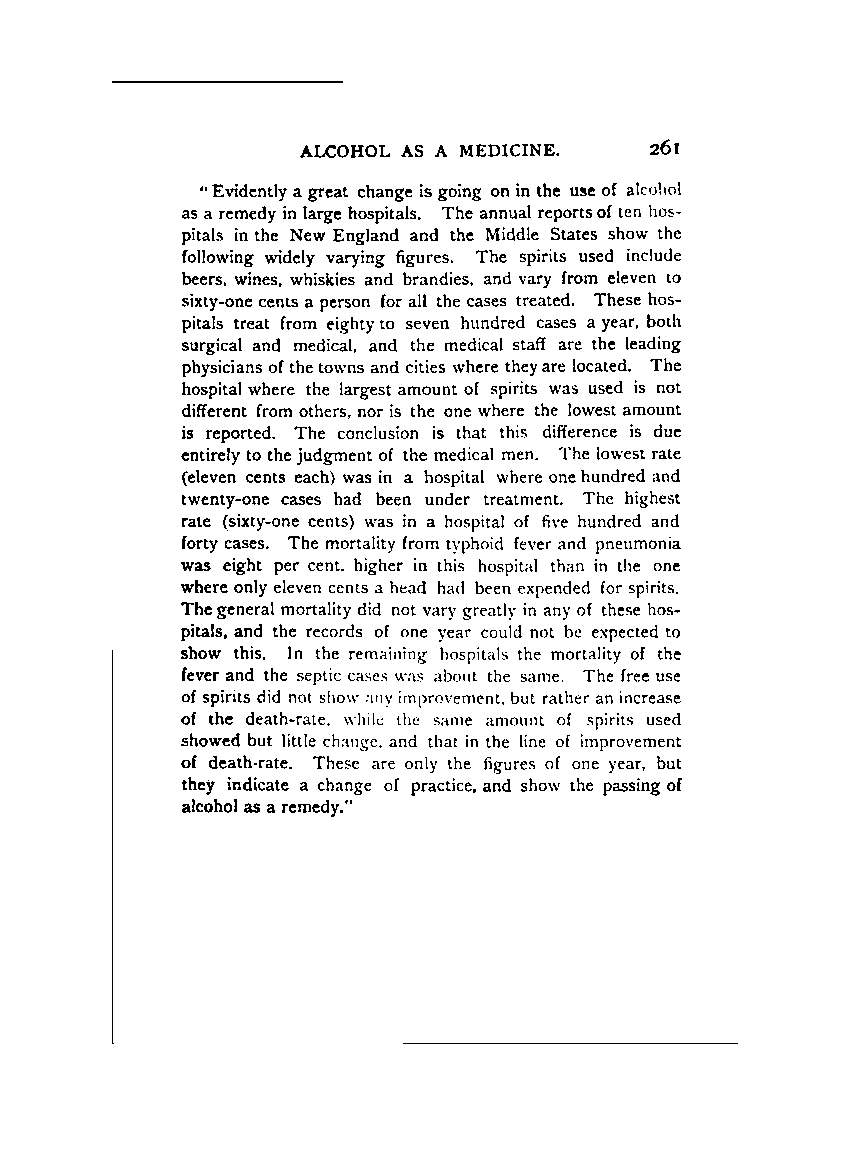 ALCOHOL AS A MEDICINE. 261
"Evidently a great change is going on in the use of alcohol
as a remedy in large hospitals. The annual reports of ten hos-
pitals in the New England and the Middle States show the
following widely varying figures. The spirits used include
beers, wines, whiskies and brandies, and vary from eleven to
sixty-one cents a person for all the cases treated. These hos-
pitals treat from eighty to seven hundred cases a year, both
surgical and medical, and the medical staff are the leading
physicians of the towns and cities where they are located. The
hospital where the largest amount of spirits was used is not
different from others, nor is the one where the lowest amount
is reported. The conclusion is that this difference is due
entirely to the judgment of the medical men. The lowest rate
(eleven cents each) was in a hospital where one hundred and
twenty-one cases had been under treatment. The highest
rate (sixty-one cents) was in a hospital of five hundred and
forty cases. The mortality from typhoid fever and pneumonia
was eight per cent. higher in this hospital than in the one
where only eleven cents a head had been expended for spirits.
The general mortality did not vary greatly in any of these hos-
pitals, and the records of one year could not be expected to
show this. In the remaining hospitals the mortality of the
fever and the septic cases was about the same. The free use
of spirits did not show any improvement, but rather an increase
of the death-rate, while the same amount of spirits used
showed but little change, and that in the line of improvement
of death-rate. These are only the figures of one year, but
they indicate a change of practice, and show the passing of
alcohol as a remedy."